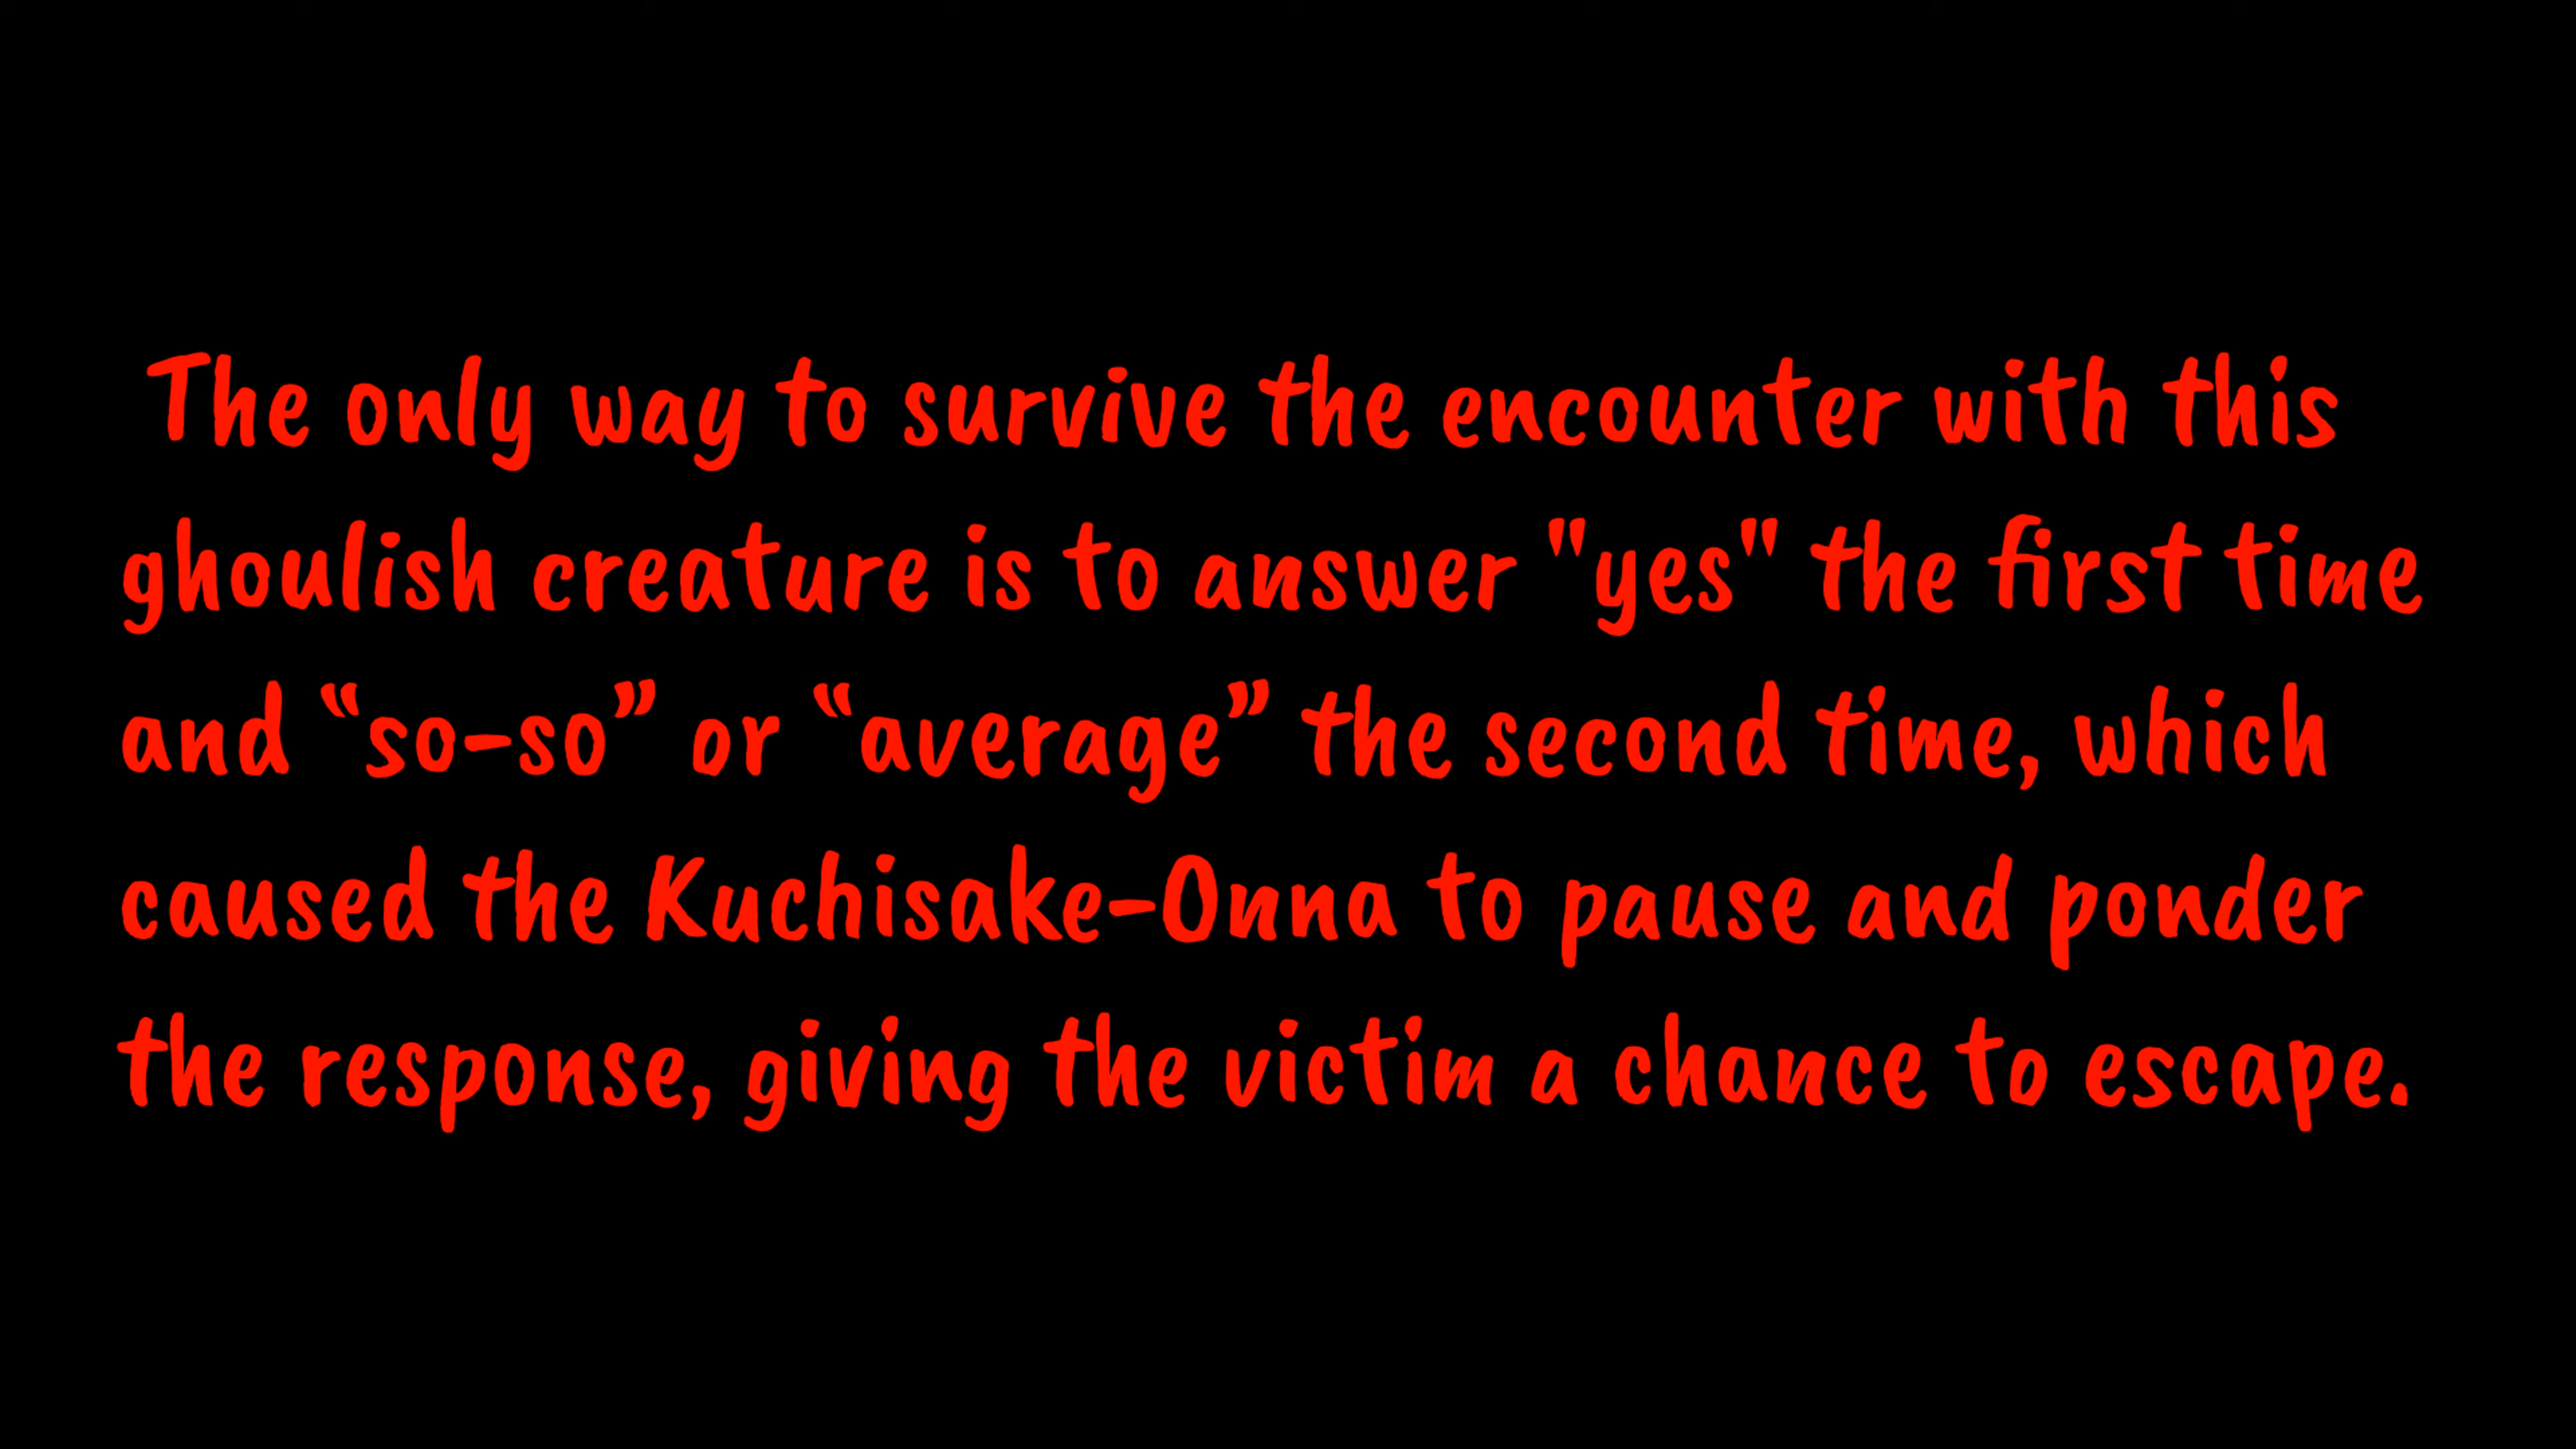 The only way to survive the encounter with this
ghoulish creature is to answer "yes" the first time
and “so-so” or “average” the second time, which
caused the Kuchisake-Onna to pause and ponder
the response, giving the victim a chance to escape.